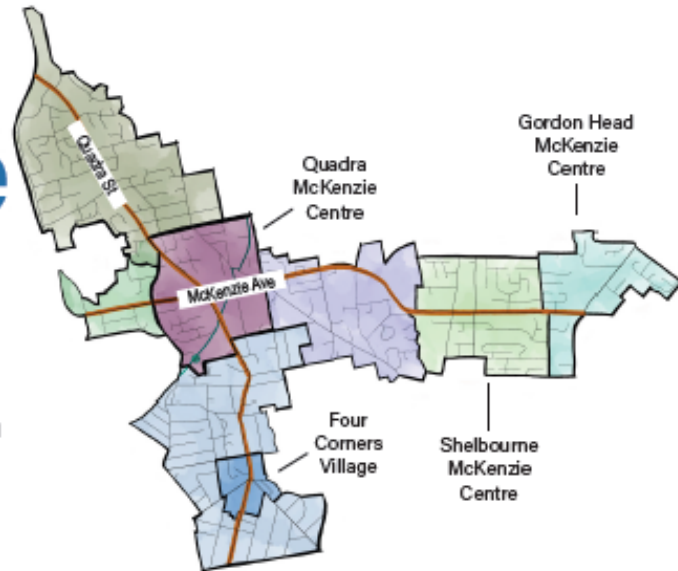 e
Quadra St
Quadra
McKenzie
Centre
Gordon Head
McKenzie
Centre
McKenzie Ave
Four
Corners
Village
Shelbourne
McKenzie
Centre